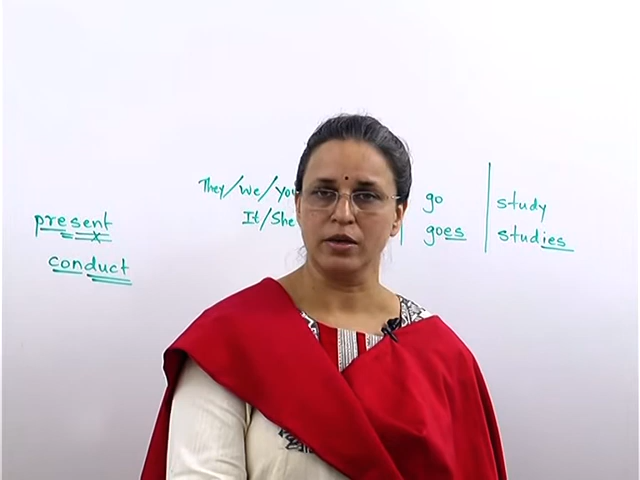 present
conduct
They/We/You
It/She
go
goes
study
studies